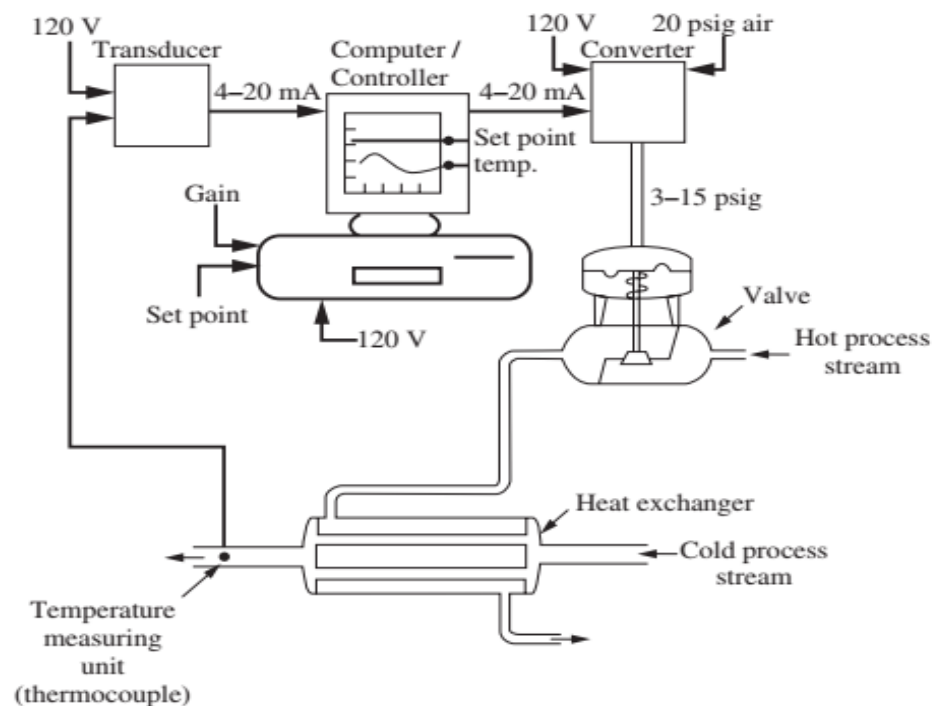 120 V
Transducer
4–20 mA
Computer /
Controller
4–20 mA
120 V
20 psig air
Converter
Set point
temp.
3–15 psig
Gain
Set point
120 V
Valve
Hot process
stream
Heat exchanger
Cold process
stream
Temperature
measuring
unit
(thermocouple)